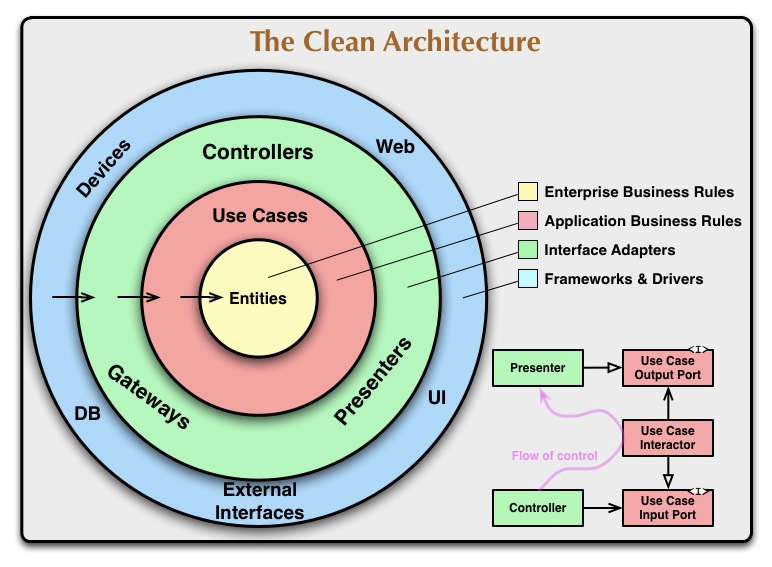 The Clean Architecture
Devices
Web
Controllers
Use Cases
Entities
Gateways
Presenters
DB
UI
External
Interfaces
Enterprise Business Rules
Application Business Rules
Interface Adapters
Frameworks & Drivers
Presenter
<I>
Use Case
Output Port
Use Case
Interactor
Flow of control
Controller
<I>
Use Case
Input Port